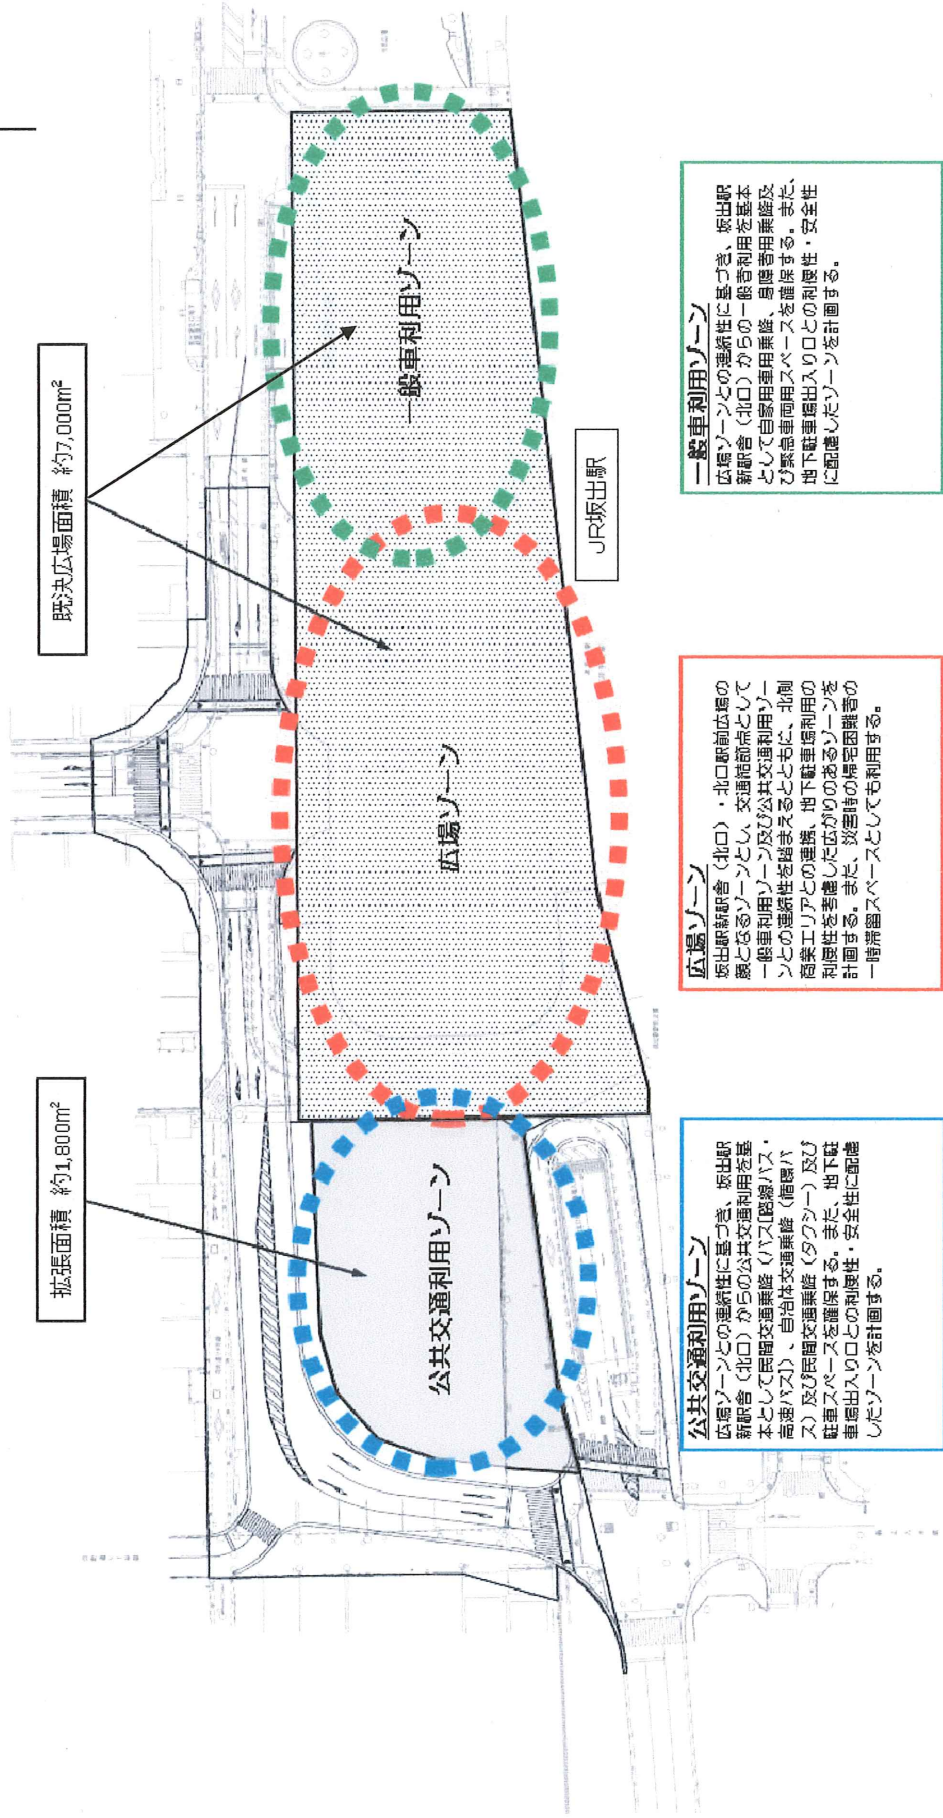 拡張面積 約1,800m²
既決広場面積 約7,000m²
公共交通利用ゾーン
広場ゾーン
一般車利用ゾーン
JR坂出駅
公共交通利用ゾーン
広場ゾーンとの連続性に基づき、坂出駅
新駅舎（北口）からの公共交通利用を基
本として民間交通乗降（バス[路線バス・
高速バス]）、自治体交通乗降（循環バ
ス）及び民間交通乗降（タクシー）及び
駐車スペースを確保する。また、地下駐
車場出入り口との利便性・安全性に配慮
したゾーンを計画する。
広場ゾーン
坂出駅新駅舎（北口）・北口駅前広場の
顔となるゾーンとし、交通結節点として
一般車利用ゾーン及び公共交通利用ゾー
ンとの連続性を踏まえるとともに、北側
商業エリアとの連携、地下駐車場利用の
利便性を考慮した広がりのあるゾーンを
計画する。また、災害時の帰宅困難者の
一時滞留スペースとしても利用する。
一般車利用ゾーン
広場ゾーンとの連続性に基づき、坂出駅
新駅舎（北口）からの一般者利用を基本
として自家用車用乗降、身障者用乗降及
び緊急車両用スペースを確保する。また、
地下駐車場出入り口との利便性・安全性
に配慮したゾーンを計画する。